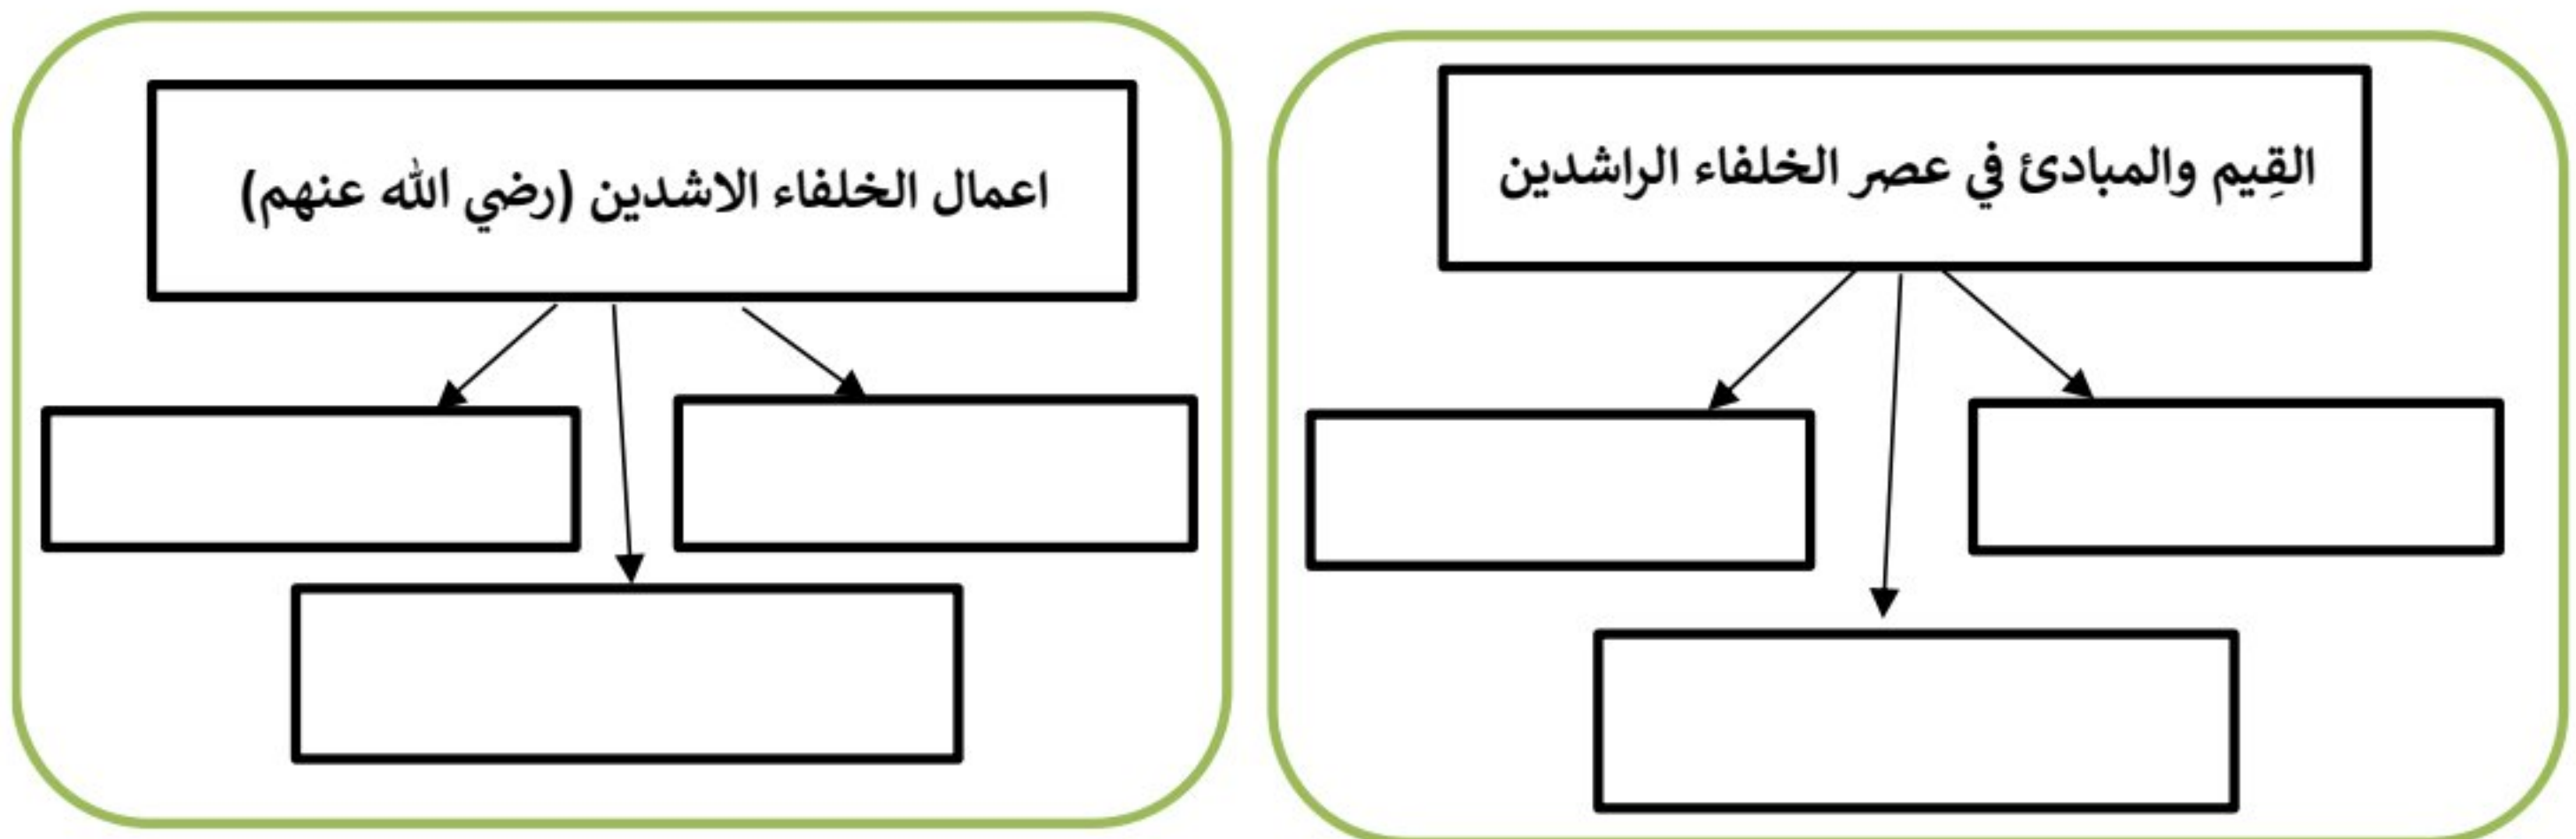 القِيم والمبادئ في عصر الخلفاء الراشدين
اعمال الخلفاء الاشدين (رضي الله عنهم)